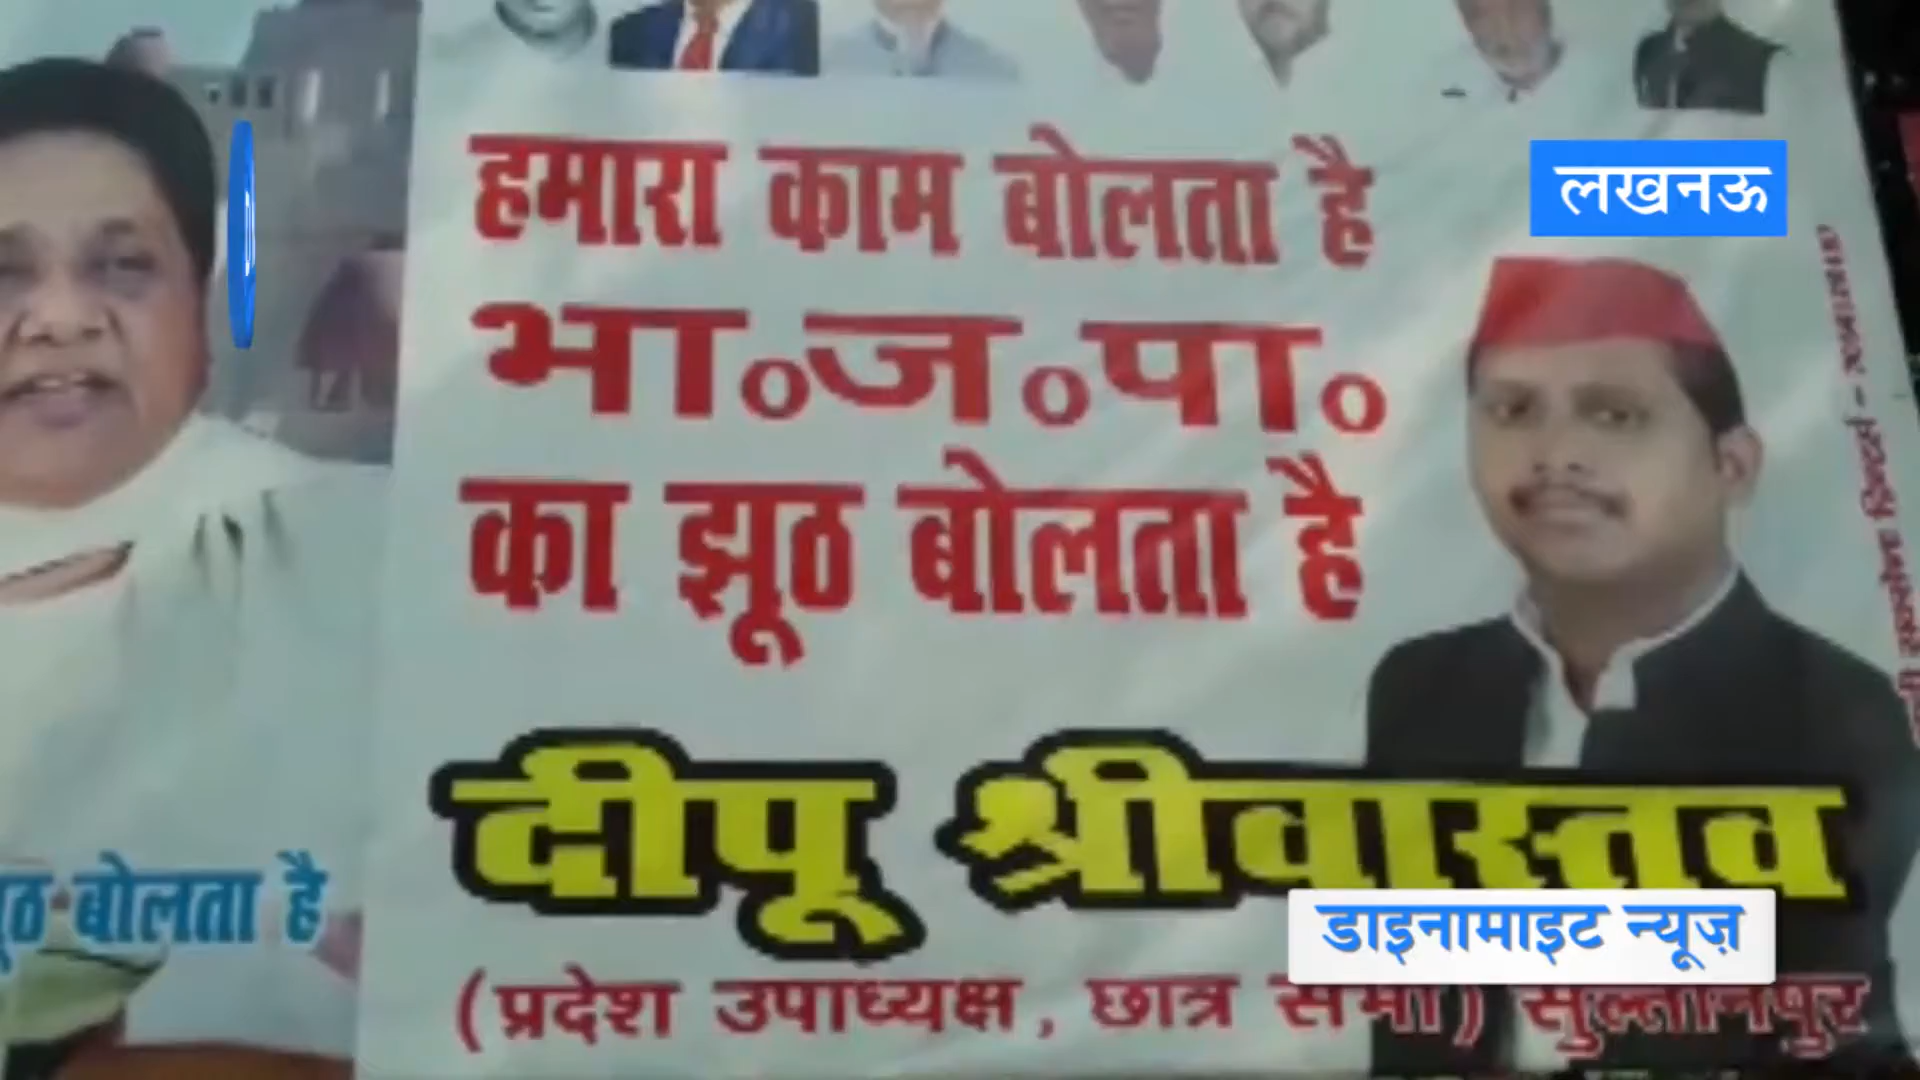 हमारा काम बोलता है
लखनऊ
भा०ज०पा०
का झूठ बोलता है
दीपू श्रीवास्तव
बोलता है
डाइनामाइट न्यूज़
(प्रदेश उपाध्यक्ष, छात्र सभा) सुल्तानपुर